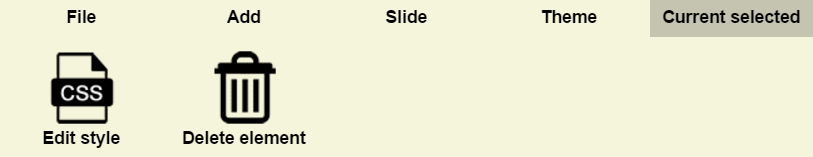 File Add Slide Theme Current selected
CSS
Edit style Delete element